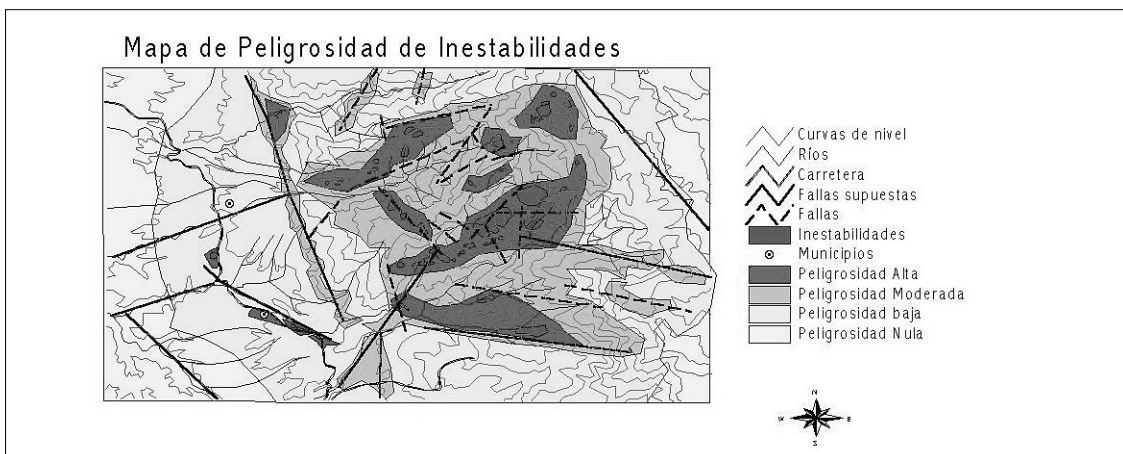 Mapa de Peligrosidad de Inestabilidades
Curvas de nivel
Ríos
Carretera
Fallas supuestas
Fallas
Inestabilidades
Municipios
Peligrosidad Alta
Peligrosidad Moderada
Peligrosidad baja
Peligrosidad Nula
N
W E
S